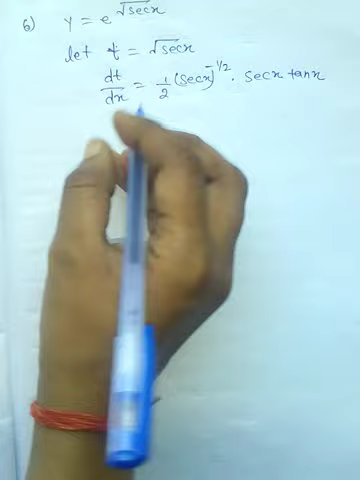 6) y = e^√secx
let t = √secx
dt/dx = 1/2 (secx)^-1/2 . secx tanx